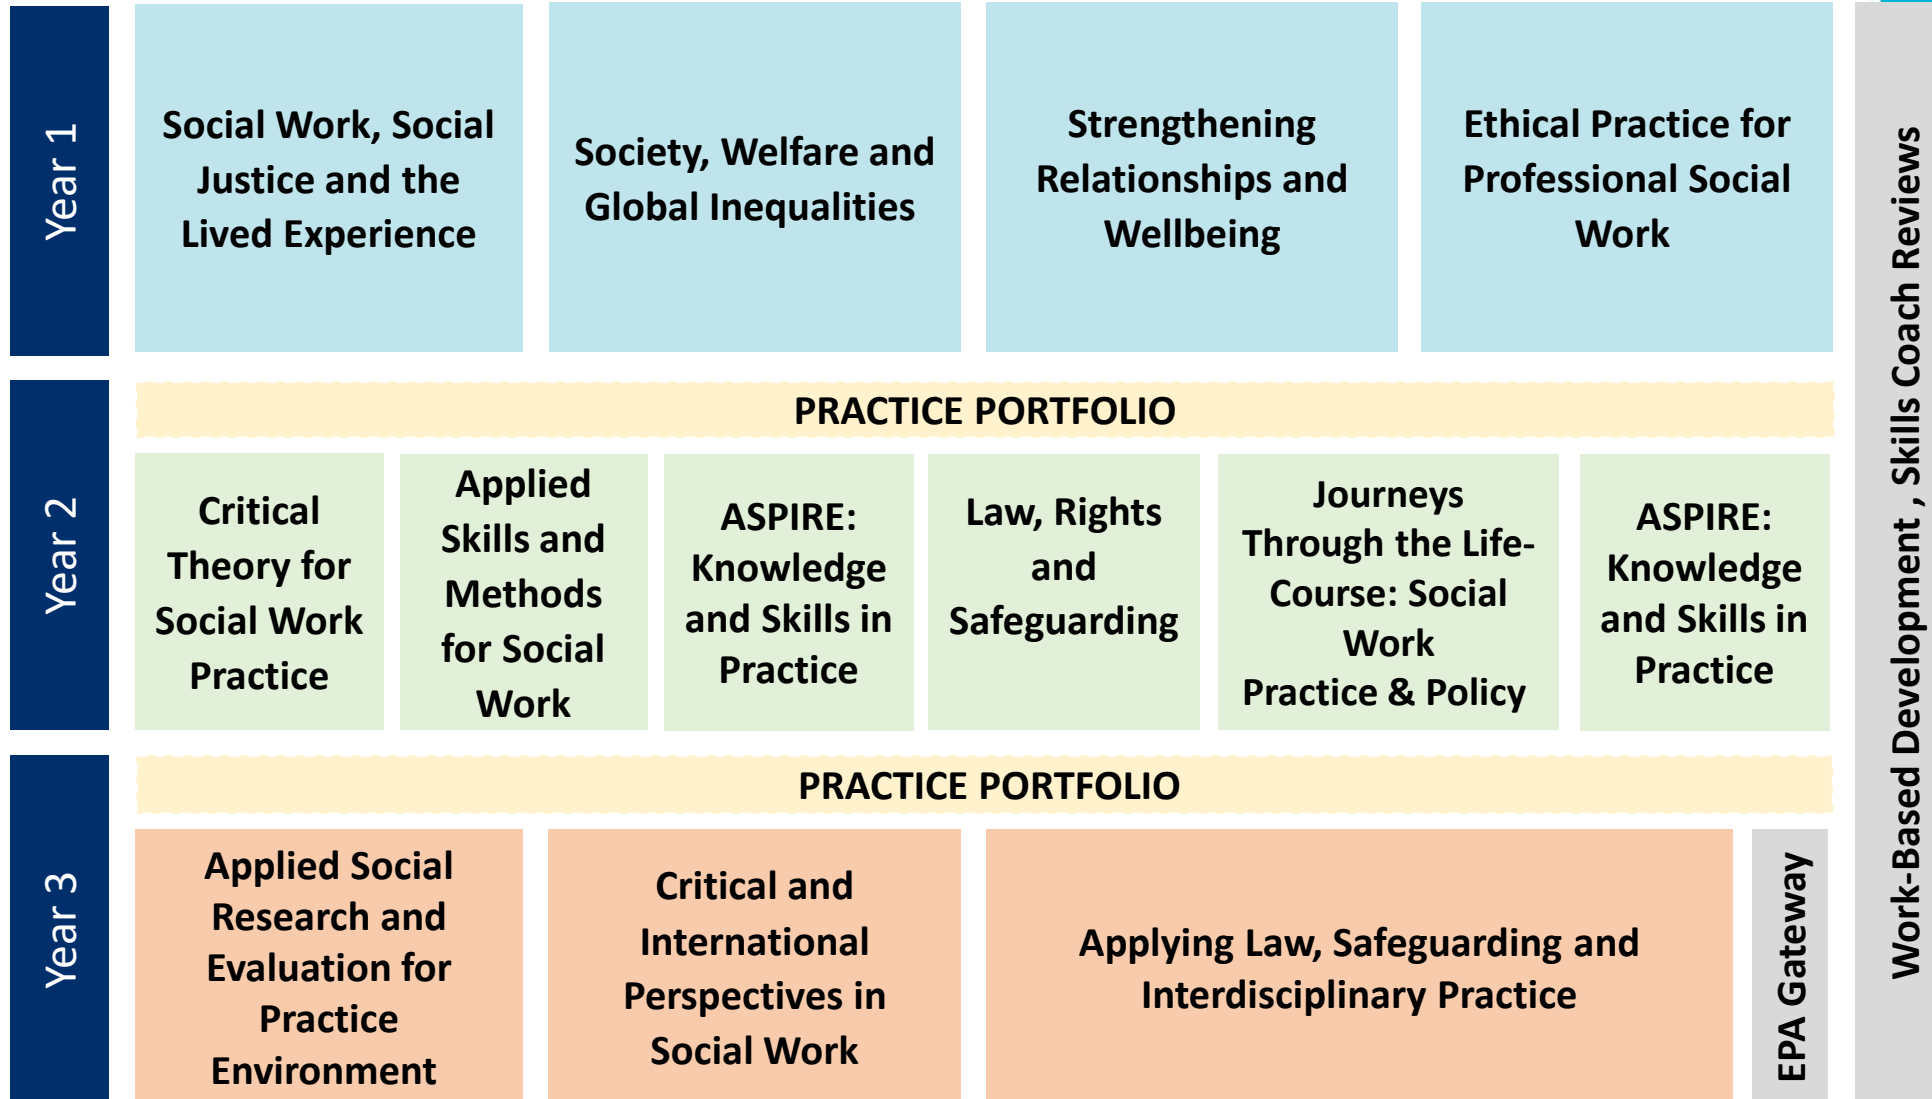 Year 1
Social Work, Social
Justice and the
Lived Experience
Society, Welfare and
Global Inequalities
Strengthening
Relationships and
Wellbeing
Ethical Practice for
Professional Social
Work
Year 2
PRACTICE PORTFOLIO
Critical
Theory for
Social Work
Practice
Applied
Skills and
Methods
for Social
Work
ASPIRE:
Knowledge
and Skills in
Practice
Law, Rights
and
Safeguarding
Journeys
Through the Life-
Course: Social
Work
Practice & Policy
ASPIRE:
Knowledge
and Skills in
Practice
Year 3
PRACTICE PORTFOLIO
Applied Social
Research and
Evaluation for
Practice
Environment
Critical and
International
Perspectives in
Social Work
Applying Law, Safeguarding and
Interdisciplinary Practice
EPA Gateway
Work-Based Development , Skills Coach Reviews